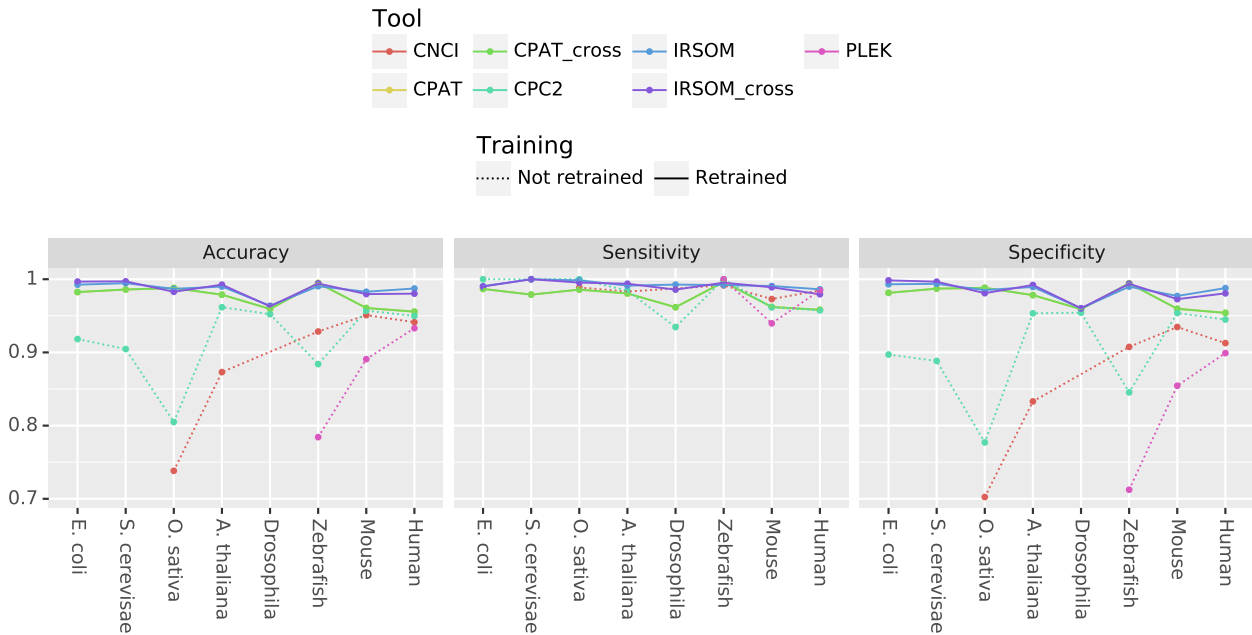 Tool
CNCI CPAT_cross IRSOM PLEK
CPAT CPC2 IRSOM_cross
Training
Not retrained Retrained
Accuracy Sensitivity Specificity
1
0.9
0.8
0.7
E. coli S. cerevisae O. sativa A. thaliana Drosophila Zebrafish Mouse Human E. coli S. cerevisae O. sativa A. thaliana Drosophila Zebrafish Mouse Human E. coli S. cerevisae O. sativa A. thaliana Drosophila Zebrafish Mouse Human